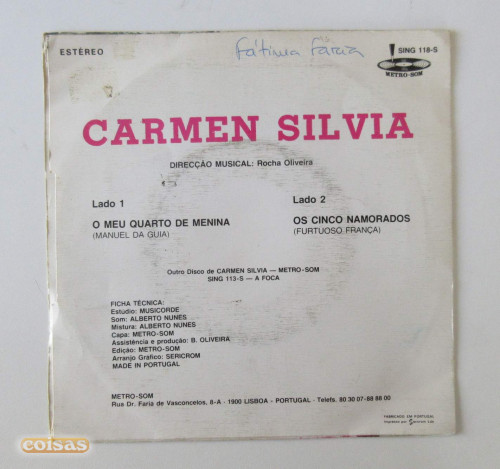 ESTÉREO
Fátima Faria
SING 118-S
METRO-SOM
CARMEN SILVIA
DIRECÇÃO MUSICAL: Rocha Oliveira
Lado 1
O MEU QUARTO DE MENINA
(MANUEL DA GUIA)
Lado 2
OS CINCO NAMORADOS
(FURTUOSO FRANÇA)
Outro Disco de CARMEN SILVIA — METRO-SOM
SING 113-S — A FOCA
FICHA TÉCNICA:
Estudio: MUSICORDE
Som: ALBERTO NUNES
Mistura: ALBERTO NUNES
Capa: METRO-SOM
Assistência e produção: B. OLIVEIRA
Edição: METRO-SOM
Arranjo Gráfico: SERICROM
MADE IN PORTUGAL
METRO-SOM
Rua Dr. Faria de Vasconcelos, 8-A - 1900 LISBOA - PORTUGAL - Telefs: 80 30 07-88 88 00
FABRICADO EM PORTUGAL
Impresso por Sericrom Lda.
coisas